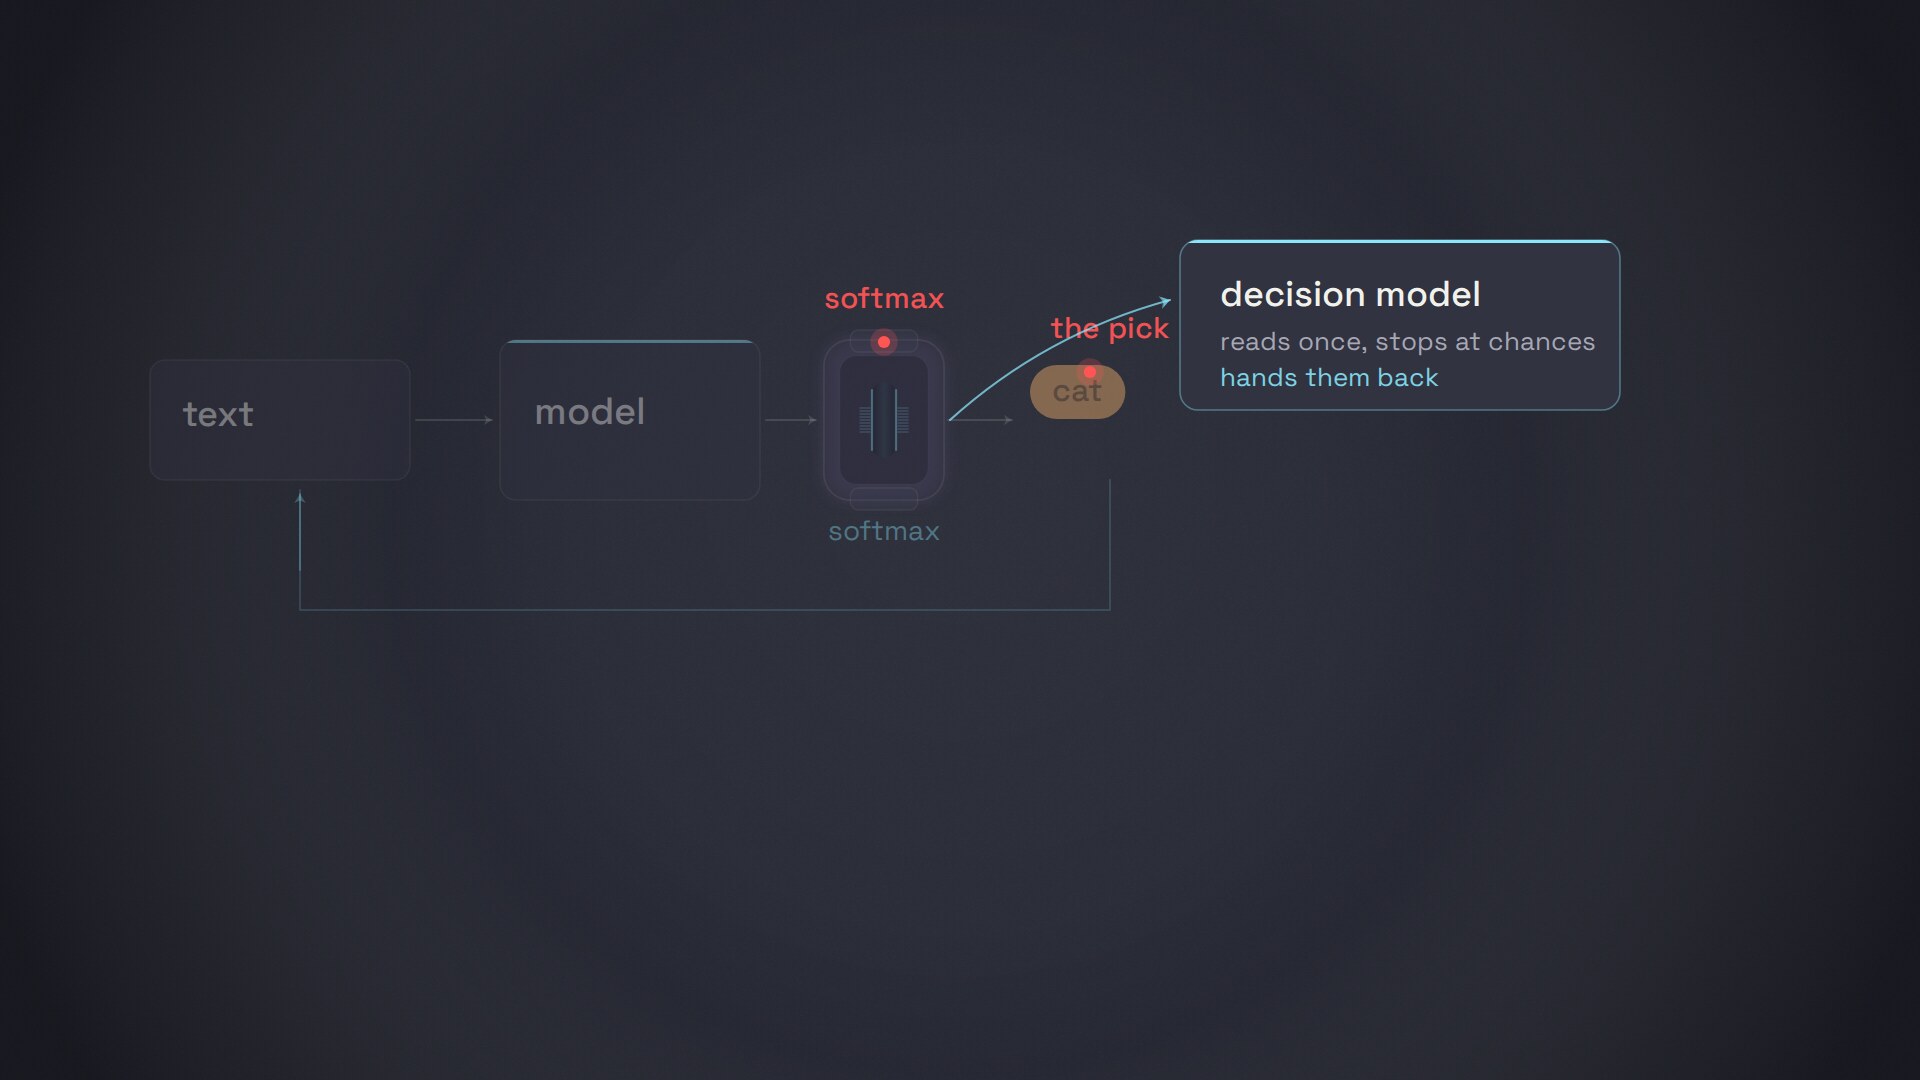 text
model
softmax
softmax
the pick
cat
decision model
reads once, stops at chances
hands them back